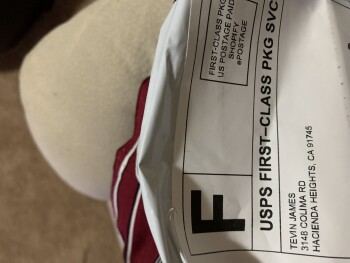 FIRST-CLASS PKG
US POSTAGE PAID
SHOPIFY
ePOSTAGE
F
USPS FIRST-CLASS PKG SVC
TEVIN JAMES
3148 COLIMA RD
HACIENDA HEIGHTS, CA 91745